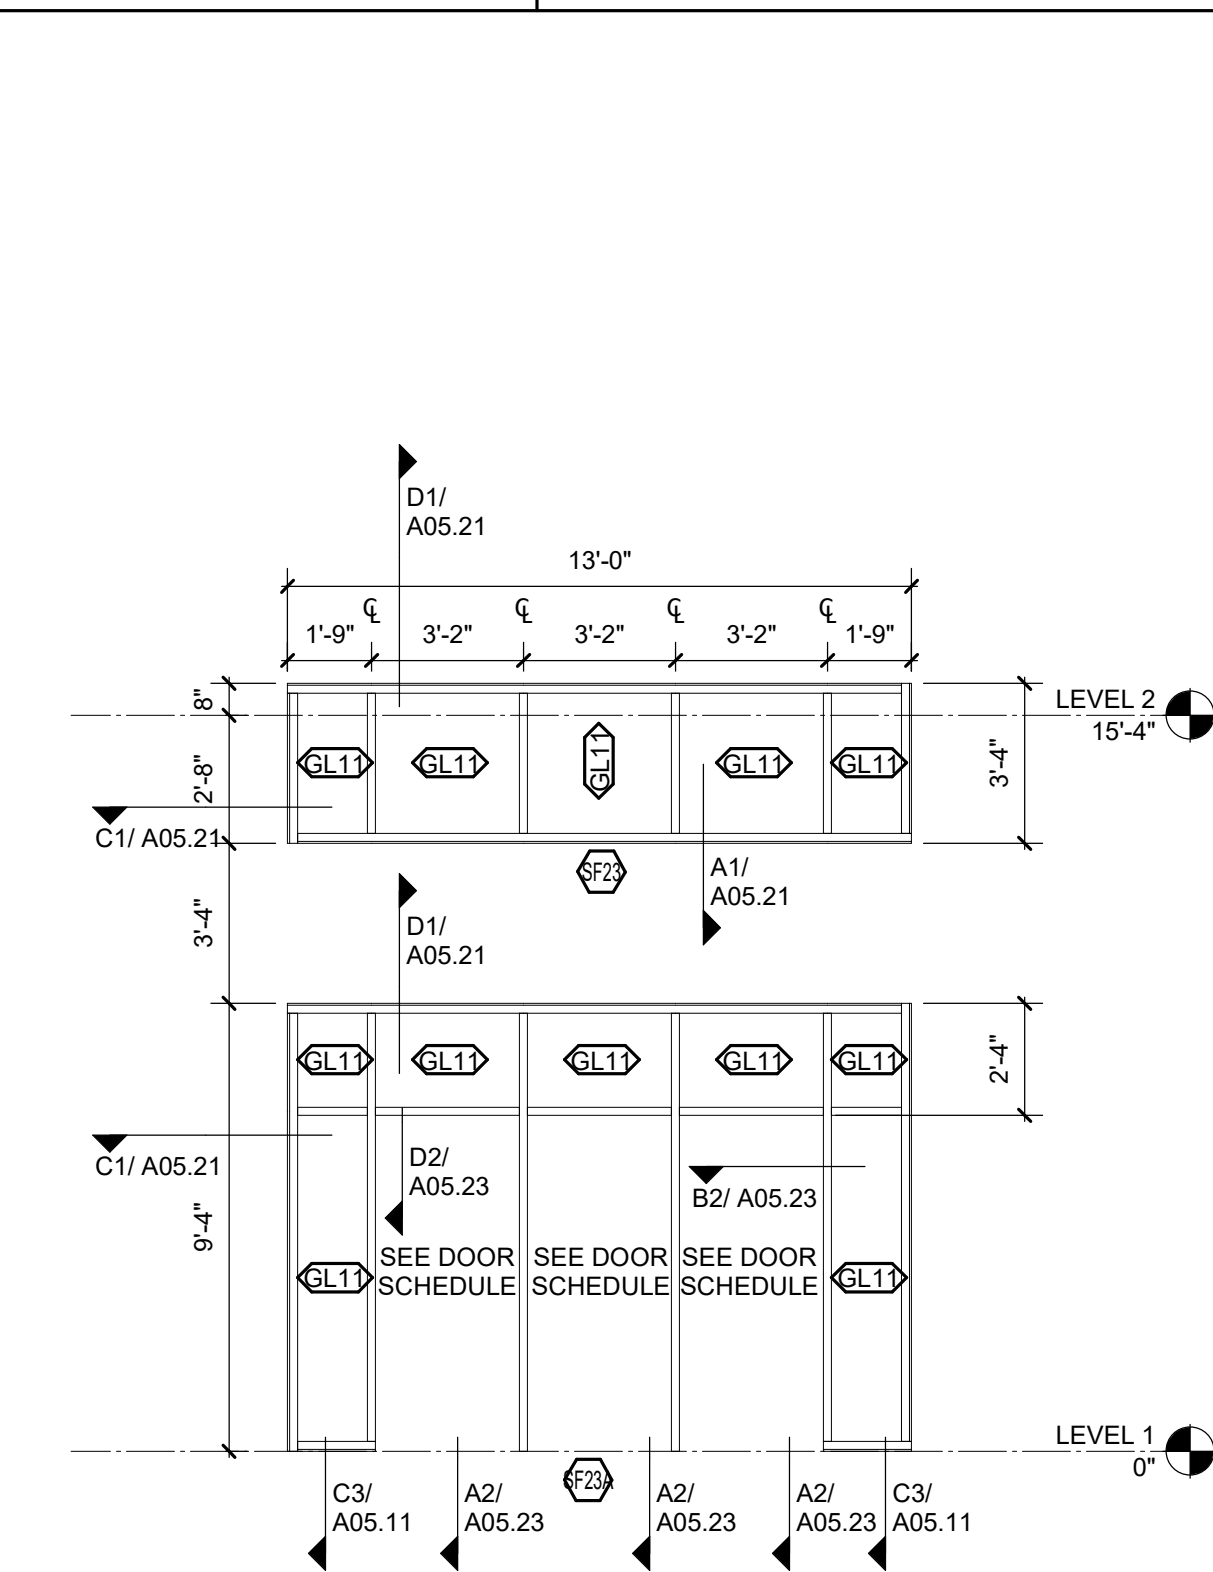 D1/
A05.21
13'-0"
℄ ℄ ℄ ℄
1'-9" 3'-2" 3'-2" 3'-2" 1'-9"
8"
LEVEL 2
15'-4"
2'-8"
GL11 GL11 GL11 GL11 GL11
3'-4"
C1/ A05.21
SF23
A1/
A05.21
3'-4"
D1/
A05.21
GL11 GL11 GL11 GL11 GL11
2'-4"
C1/ A05.21
D2/
A05.23
B2/ A05.23
9'-4"
SEE DOOR
SCHEDULE
SEE DOOR
SCHEDULE
SEE DOOR
SCHEDULE
GL11 GL11
LEVEL 1
0"
SF23A
C3/
A05.11
A2/
A05.23
A2/
A05.23
A2/
A05.23
C3/
A05.11